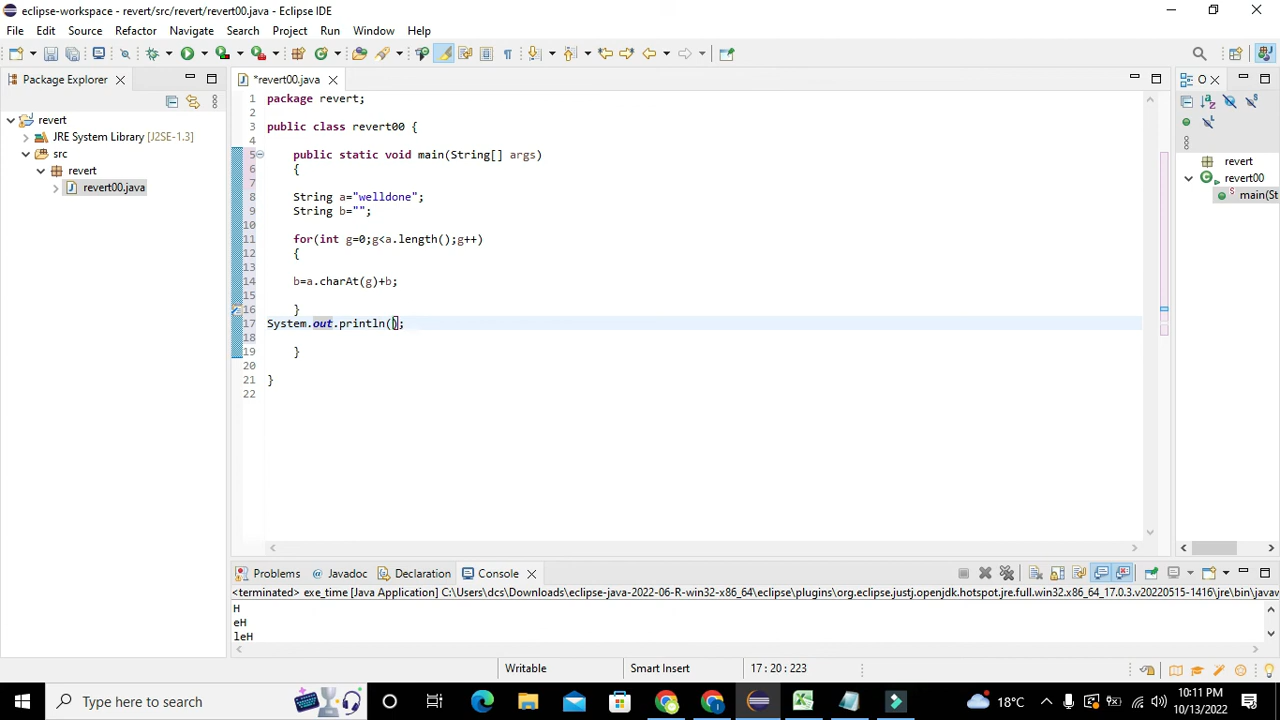 eclipse-workspace - revert/src/revert/revert00.java - Eclipse IDE
File Edit Source Refactor Navigate Search Project Run Window Help
Package Explorer
*revert00.java
O
revert
JRE System Library [J2SE-1.3]
src
revert
revert00.java
1 package revert;
2
3 public class revert00 {
4
5 public static void main(String[] args)
6 {
7
8 String a="welldone";
9 String b="";
10
11 for(int g=0;g<a.length();g++)
12 {
13
14 b=a.charAt(g)+b;
15
16 }
17 System.out.println();
18
19 }
20
21 }
22
revert
revert00
main(St
Problems Javadoc Declaration Console
<terminated> exe_time [Java Application] C:\Users\dcs\Downloads\eclipse-java-2022-06-R-win32-x86_64\eclipse\plugins\org.eclipse.justj.openjdk.hotspot.jre.full.win32.x86_64_17.0.3.v20220515-1416\jre\bin\javaw
H
eH
leH
Writable Smart Insert 17 : 20 : 223
Type here to search
18°C
10:11 PM
10/13/2022